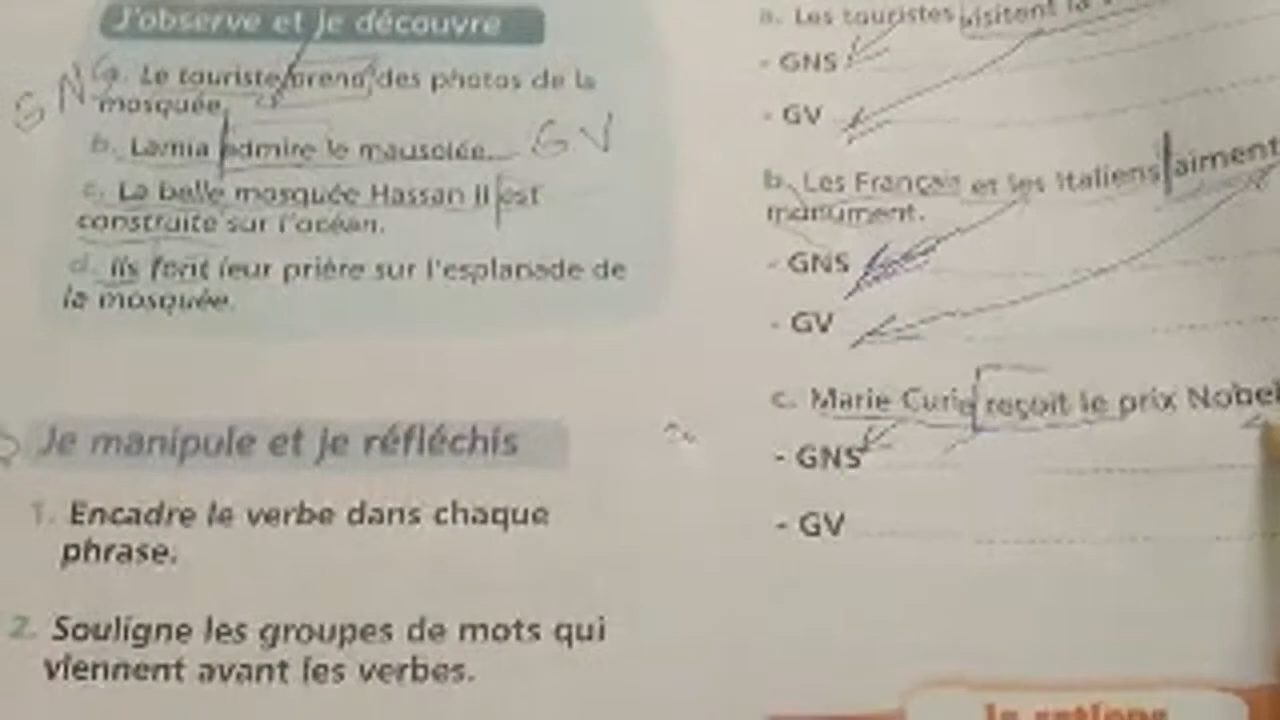 J'observe et je découvre
a. Le touriste prend des photos de la
mosquée.
b. Lamia admire le mausolée.
c. La belle mosquée Hassan II est
construite sur l'océan.
d. Ils font leur prière sur l'esplanade de
la mosquée.
GNS
GV
Je manipule et je réfléchis
1. Encadre le verbe dans chaque
phrase.
2. Souligne les groupes de mots qui
viennent avant les verbes.
a. Les touristes visitent la
- GNS
- GV
b. Les Français et les Italiens aiment
monument.
- GNS
- GV
c. Marie Curie reçoit le prix Nobel
- GNS
- GV